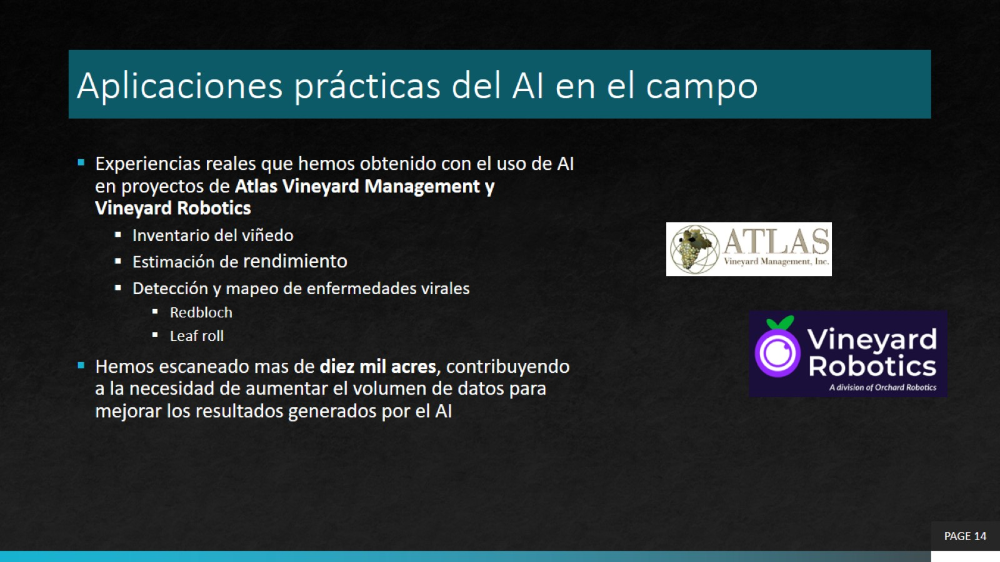 Aplicaciones prácticas del AI en el campo
Experiencias reales que hemos obtenido con el uso de AI
en proyectos de Atlas Vineyard Management y
Vineyard Robotics
Inventario del viñedo
Estimación de rendimiento
Detección y mapeo de enfermedades virales
Redbloch
Leaf roll
Hemos escaneado mas de diez mil acres, contribuyendo
a la necesidad de aumentar el volumen de datos para
mejorar los resultados generados por el AI
ATLAS
Vineyard Management, Inc.
Vineyard
Robotics
A division of Orchard Robotics
PAGE 14